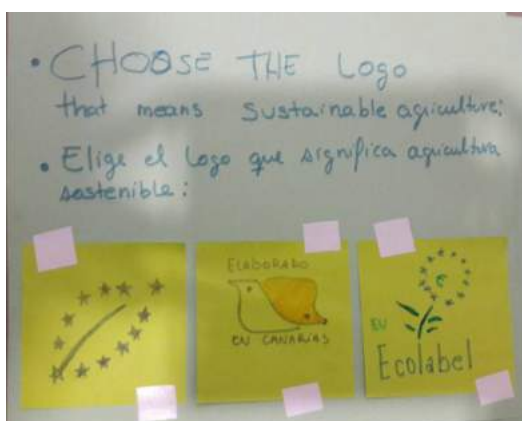 • CHOOSE THE Logo
that means Sustainable agriculture:
• Elige el Logo que significa agricultura
sostenible:
ELABORADO
EN CANARIAS
EU
Ecolabel